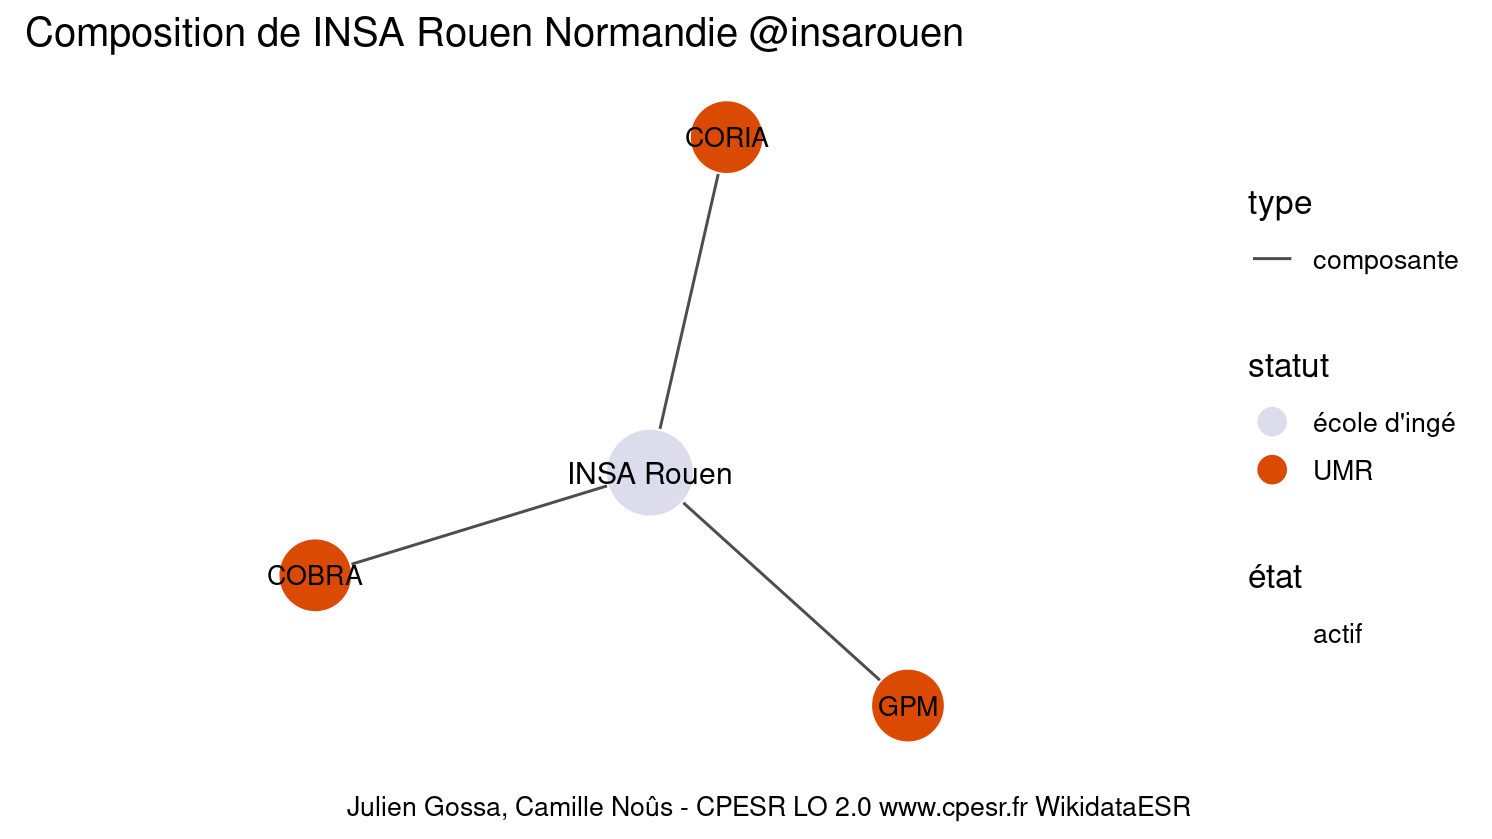 Composition de INSA Rouen Normandie @insarouen
CORIA
type
composante
statut
école d'ingé
INSA Rouen
UMR
COBRA
état
actif
GPM
Julien Gossa, Camille Noûs - CPESR LO 2.0 www.cpesr.fr WikidataESR